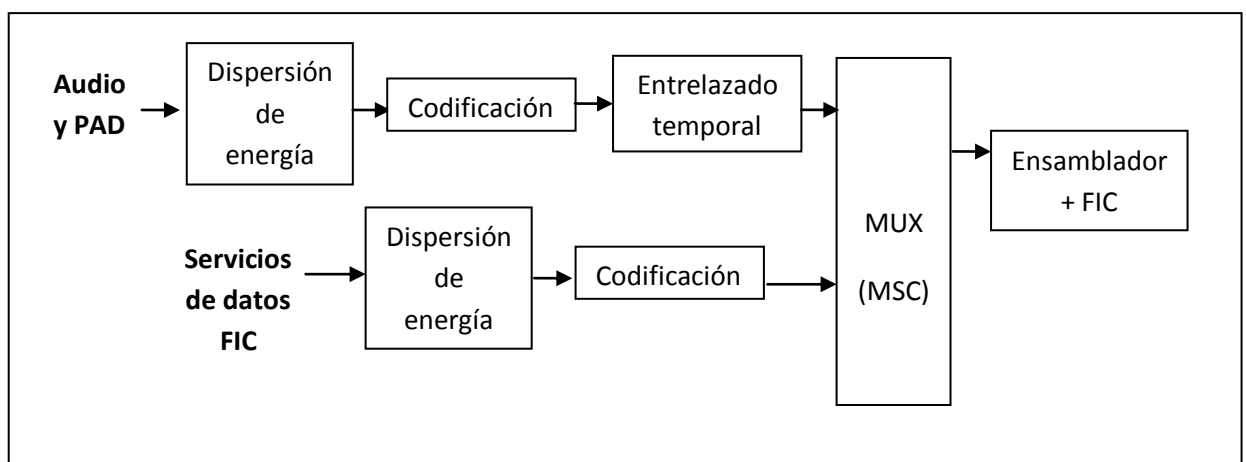 Audio
y PAD
Dispersión
de
energía
Codificación
Entrelazado
temporal
MUX
(MSC)
Ensamblador
+ FIC
Servicios
de datos
FIC
Dispersión
de
energía
Codificación